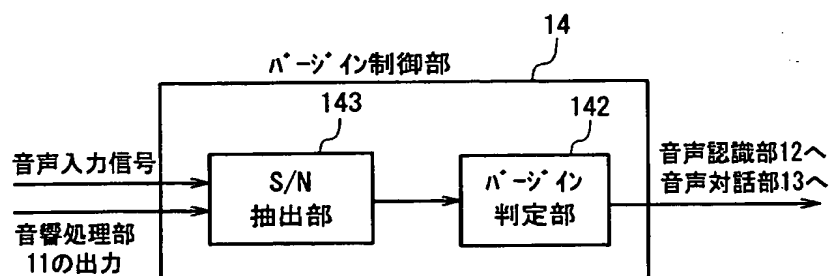 14
バージイン制御部
143
142
音声入力信号
S/N
抽出部
バージイン
判定部
音声認識部12へ
音声対話部13へ
音響処理部
11の出力